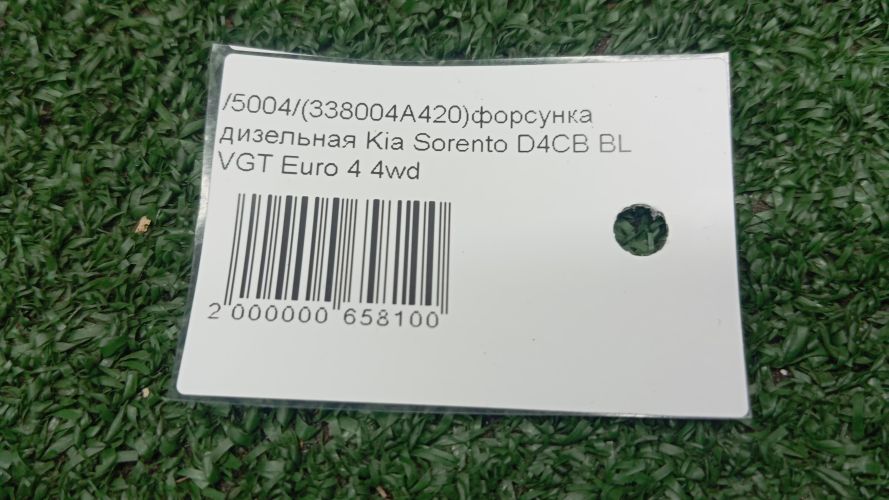 /5004/(338004A420)форсунка
дизельная Kia Sorento D4CB BL
VGT Euro 4 4wd
2 000000 658100